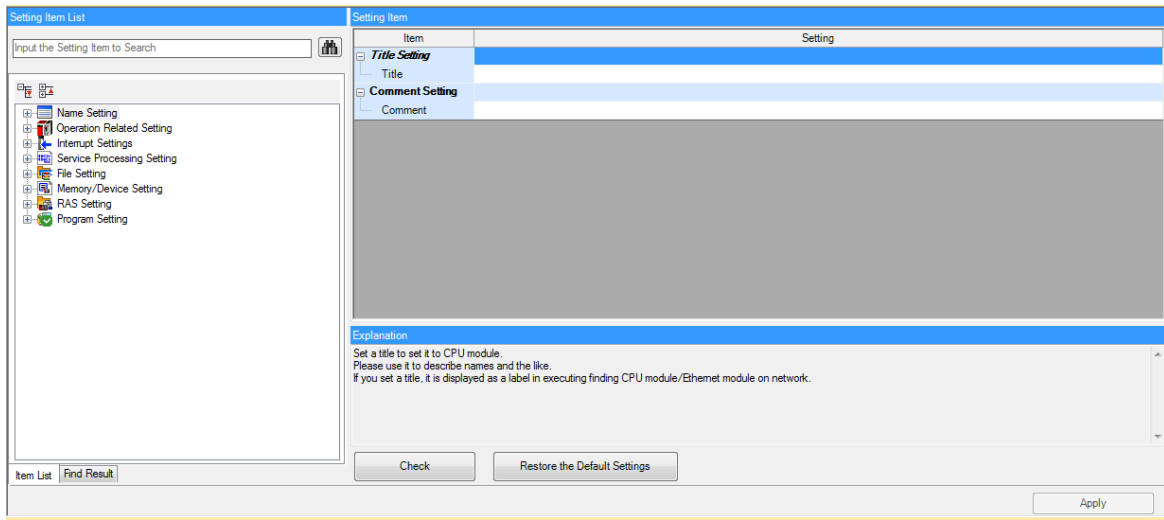 Setting Item List
Input the Setting Item to Search
Name Setting
Operation Related Setting
Interrupt Settings
Service Processing Setting
File Setting
Memory/Device Setting
RAS Setting
Program Setting
Item List
Find Result
Setting Item
Item
Setting
Title Setting
Title
Comment Setting
Comment
Explanation
Set a title to set it to CPU module.
Please use it to describe names and the like.
If you set a title, it is displayed as a label in executing finding CPU module/Ethernet module on network.
Check
Restore the Default Settings
Apply